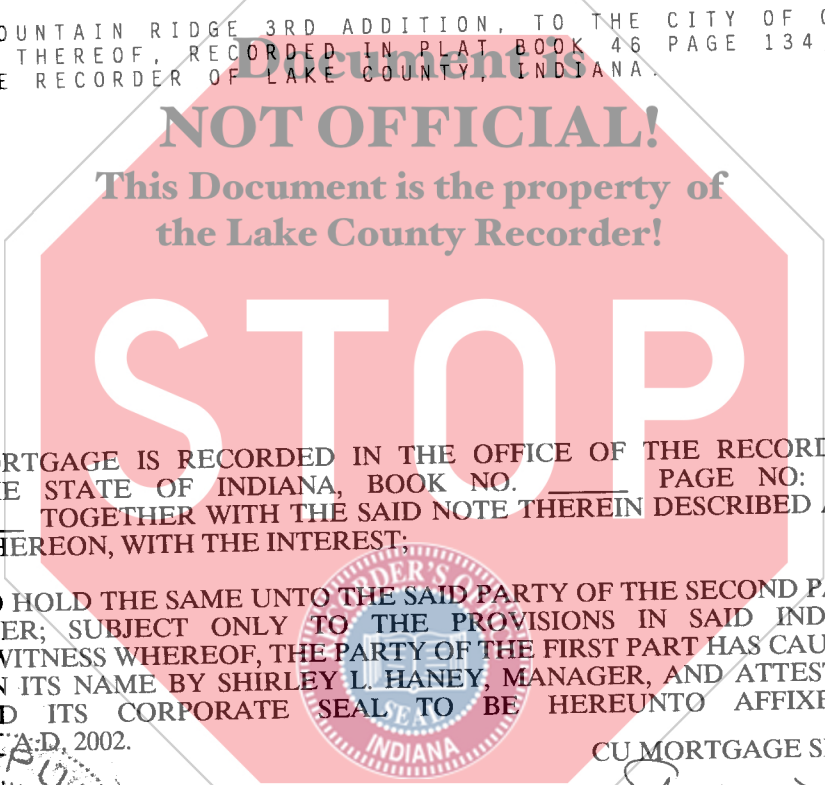 OUNTAIN RIDGE 3RD ADDITION, TO THE CITY OF
THEREOF, RECORDED IN PLAT BOOK 46 PAGE 134
RECORDER OF LAKE COUNTY, INDIANA.
Document is
NOT OFFICIAL!
This Document is the property of
the Lake County Recorder!
STOP
ORTGAGE IS RECORDED IN THE OFFICE OF THE RECORD
E STATE OF INDIANA, BOOK NO. ______ PAGE NO:
__ TOGETHER WITH THE SAID NOTE THEREIN DESCRIBED A
HEREON, WITH THE INTEREST;
HOLD THE SAME UNTO THE SAID PARTY OF THE SECOND PA
ER; SUBJECT ONLY TO THE PROVISIONS IN SAID IND
WITNESS WHEREOF, THE PARTY OF THE FIRST PART HAS CAU
N ITS NAME BY SHIRLEY L. HANEY, MANAGER, AND ATTEST
D ITS CORPORATE SEAL TO BE HEREUNTO AFFIXE
A.D, 2002.
CU MORTGAGE S
RECORDER'S OFFICE
SEAL
INDIANA